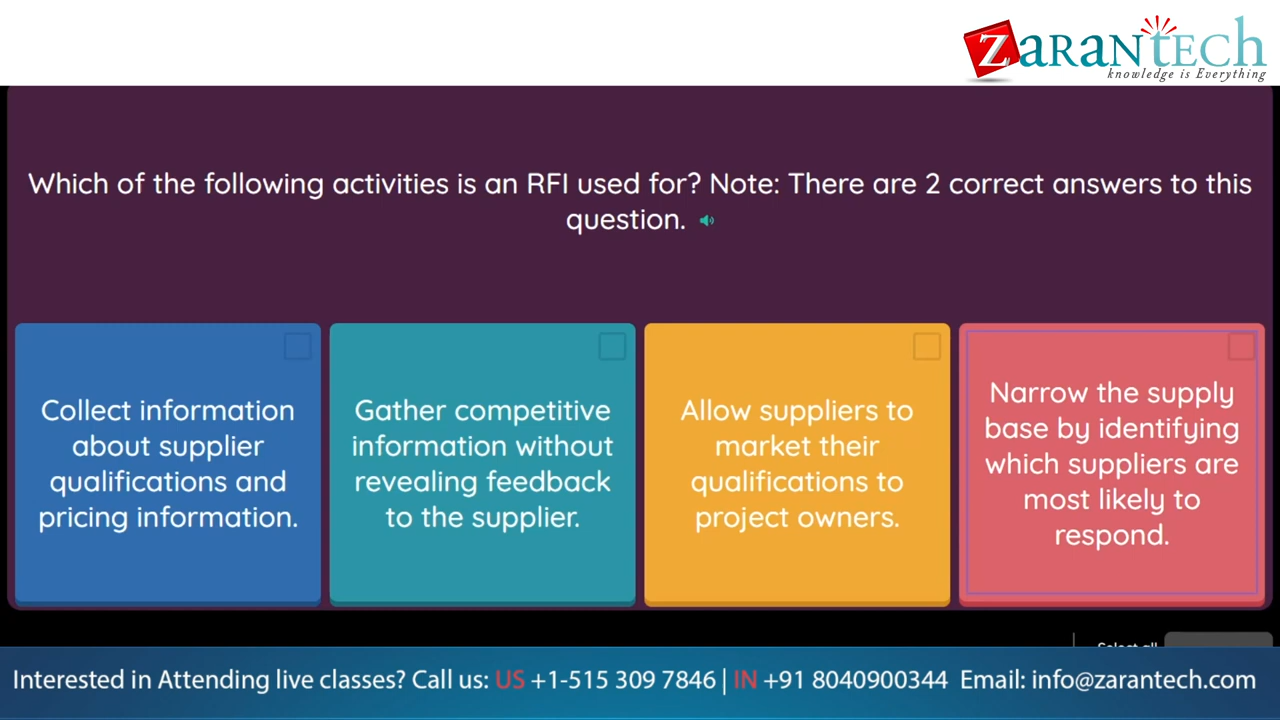 ZARANTECH
knowledge is Everything
Which of the following activities is an RFI used for? Note: There are 2 correct answers to this
question.
Collect information
about supplier
qualifications and
pricing information.
Gather competitive
information without
revealing feedback
to the supplier.
Allow suppliers to
market their
qualifications to
project owners.
Narrow the supply
base by identifying
which suppliers are
most likely to
respond.
Select all
Interested in Attending live classes? Call us: US +1-515 309 7846 | IN +91 8040900344 Email: info@zarantech.com